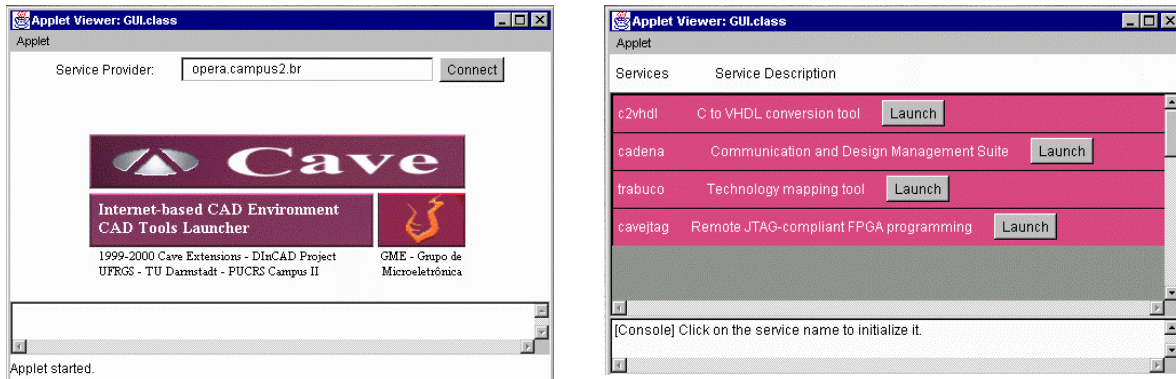 Applet Viewer: GUI.class
Applet
Service Provider: opera.campus2.br Connect
Cave
Internet-based CAD Environment
CAD Tools Launcher
1999-2000 Cave Extensions - DInCAD Project
UFRGS - TU Darmstadt - PUCRS Campus II
GME - Grupo de
Microeletrônica
Applet started.
Applet Viewer: GUI.class
Applet
Services Service Description
c2vhdl C to VHDL conversion tool Launch
cadena Communication and Design Management Suite Launch
trabuco Technology mapping tool Launch
cavejtag Remote JTAG-compliant FPGA programming Launch
[Console] Click on the service name to initialize it.